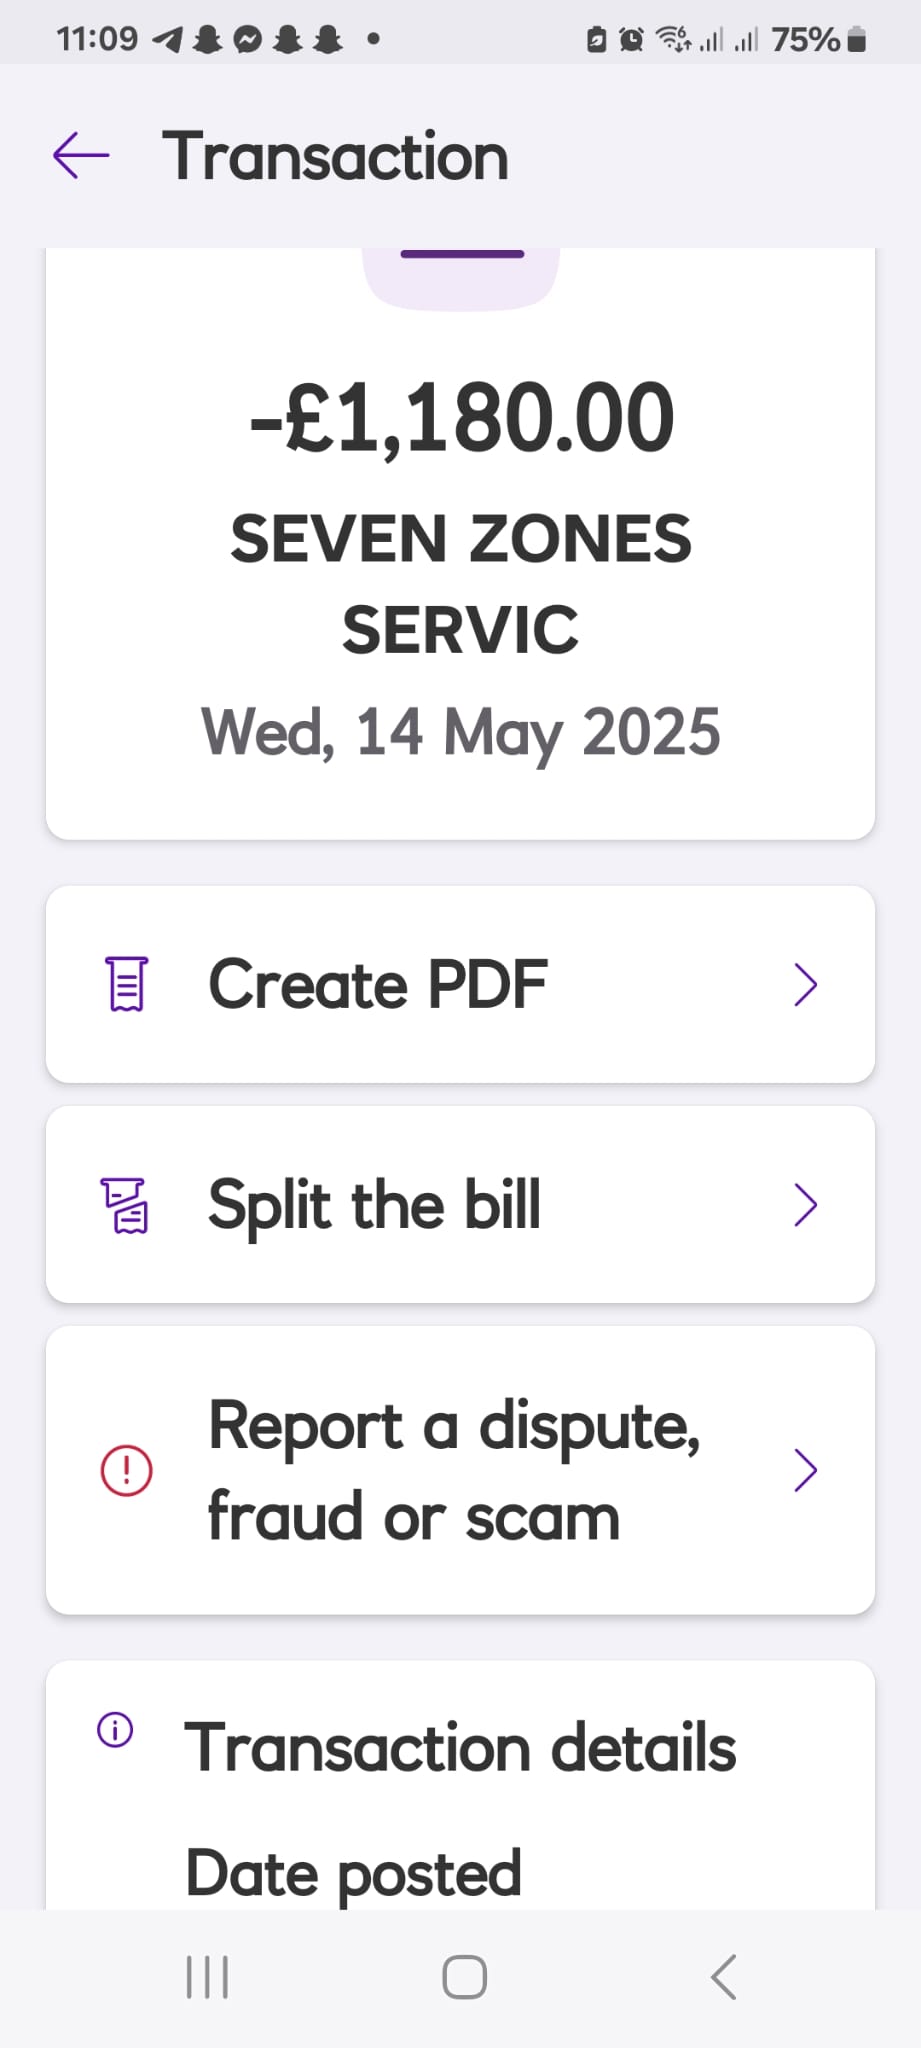 11:09
75%
Transaction
-£1,180.00
SEVEN ZONES
SERVIC
Wed, 14 May 2025
Create PDF
Split the bill
Report a dispute,
fraud or scam
Transaction details
Date posted